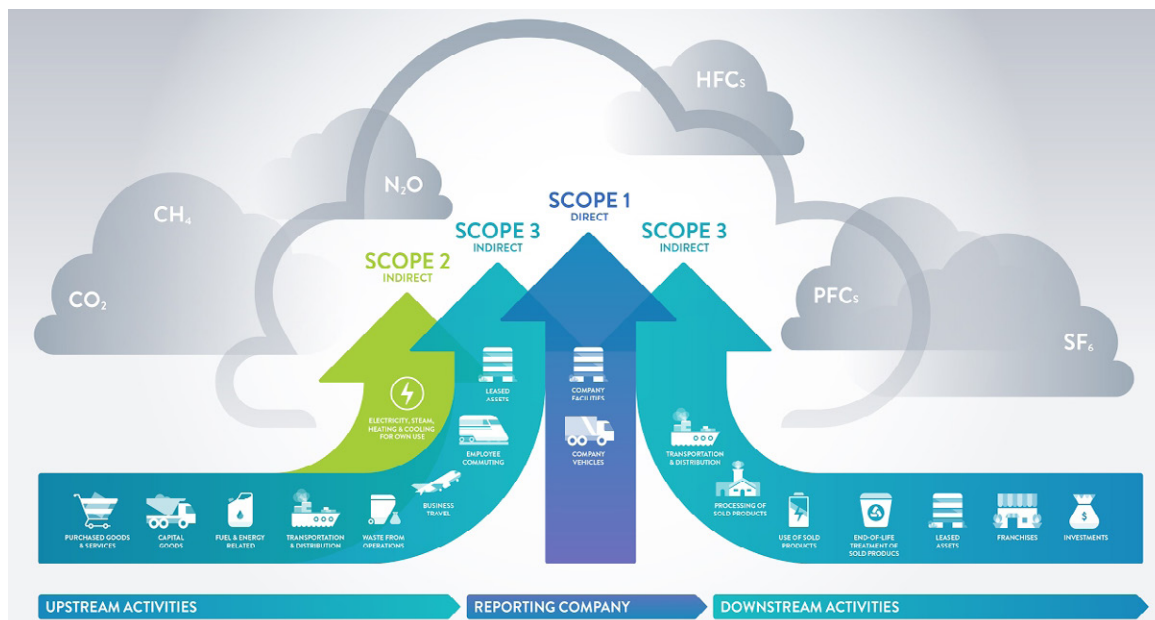 HFCs
N₂O
CH₄
CO₂
PFCs
SF₆
SCOPE 1
DIRECT
SCOPE 3
INDIRECT
SCOPE 3
INDIRECT
SCOPE 2
INDIRECT
LEASED
ASSETS
COMPANY
FACILITIES
ELECTRICITY, STEAM,
HEATING & COOLING
FOR OWN USE
EMPLOYEE
COMMUTING
COMPANY
VEHICLES
TRANSPORTATION
& DISTRIBUTION
BUSINESS
TRAVEL
PROCESSING OF
SOLD PRODUCTS
PURCHASED GOODS
& SERVICES
CAPITAL
GOODS
FUEL & ENERGY
RELATED
TRANSPORTATION
& DISTRIBUTION
WASTE FROM
OPERATIONS
USE OF SOLD
PRODUCTS
END-OF-LIFE
TREATMENT OF
SOLD PRODUCS
LEASED
ASSETS
FRANCHISES
$
INVESTMENTS
UPSTREAM ACTIVITIES
REPORTING COMPANY
DOWNSTREAM ACTIVITIES